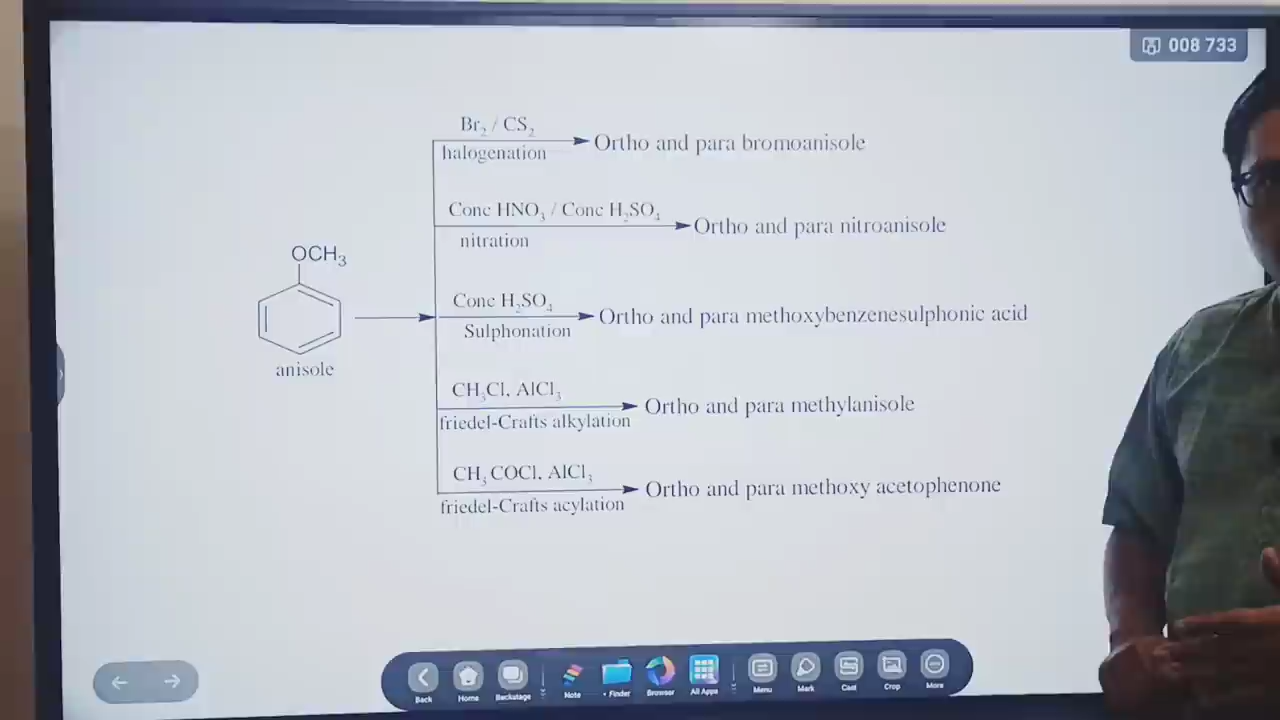 008 733
Br₂ / CS₂
halogenation
Ortho and para bromoanisole
Conc HNO₃ / Conc H₂SO₄
nitration
Ortho and para nitroanisole
OCH₃
anisole
Conc H₂SO₄
Sulphonation
Ortho and para methoxybenzenesulphonic acid
CH₃Cl, AlCl₃
friedel-Crafts alkylation
Ortho and para methylanisole
CH₃COCl, AlCl₃
friedel-Crafts acylation
Ortho and para methoxy acetophenone
Back Home Backstage Note Finder Browser All Apps Menu Mark Cast Crop More